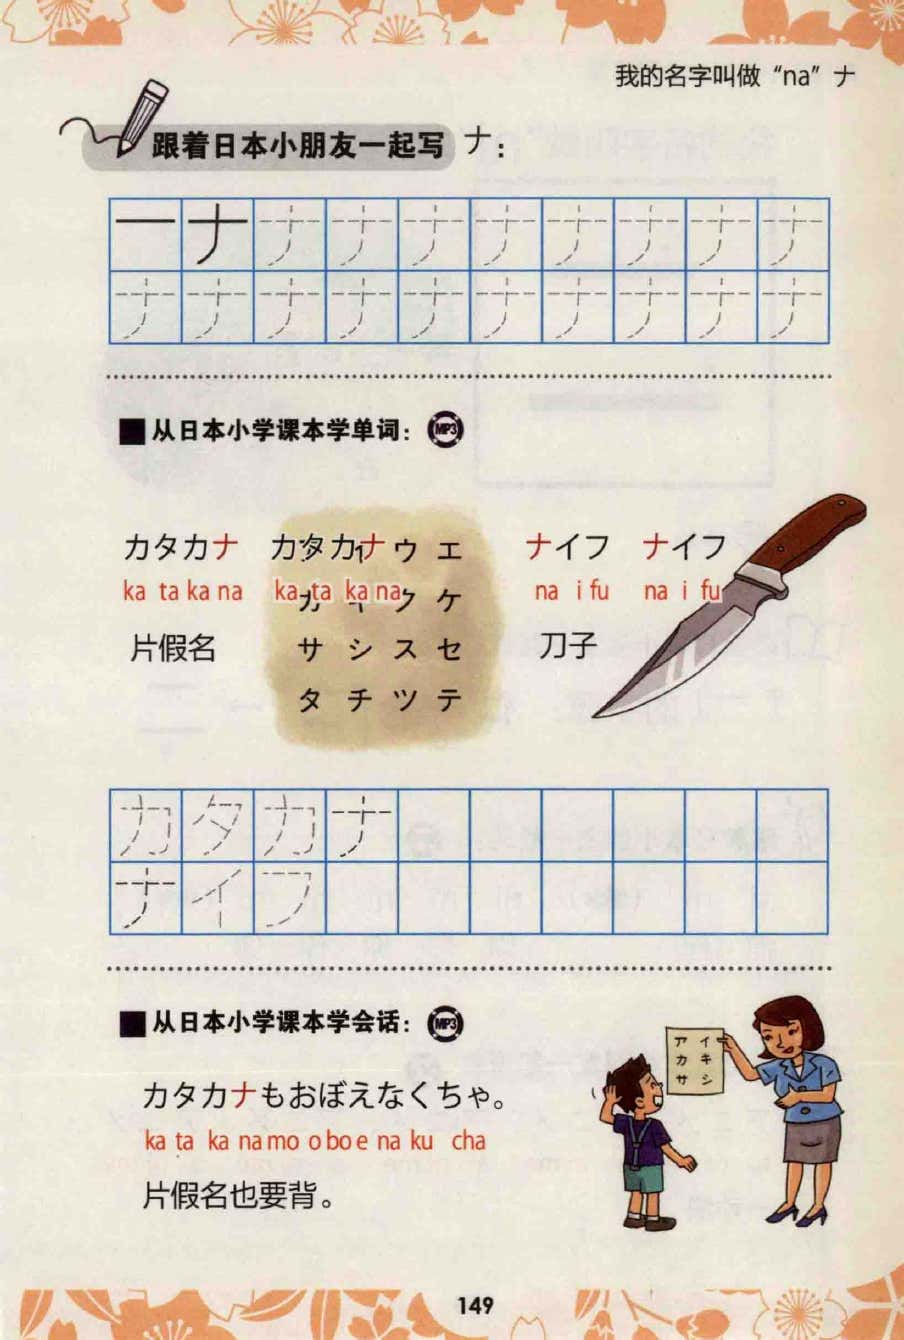 我的名字叫做“na”ナ
跟着日本小朋友一起写 ナ：
一 ナ ナ ナ ナ ナ ナ ナ ナ ナ
ナ ナ ナ ナ ナ ナ ナ ナ ナ ナ
■从日本小学课本学单词： MP3
カタカナ カタカナ ナイフ ナイフ
ka ta ka na ka ta ka na na i fu na i fu
片假名 刀子
ウ エ
ク ケ
サ シ ス セ
タ チ ツ テ
カ タ カ ナ
ナ イ フ
■从日本小学课本学会话： MP3
ア イ
カ キ
サ シ
カタカナもおぼえなくちゃ。
ka ta ka na mo o bo e na ku cha
片假名也要背。
149